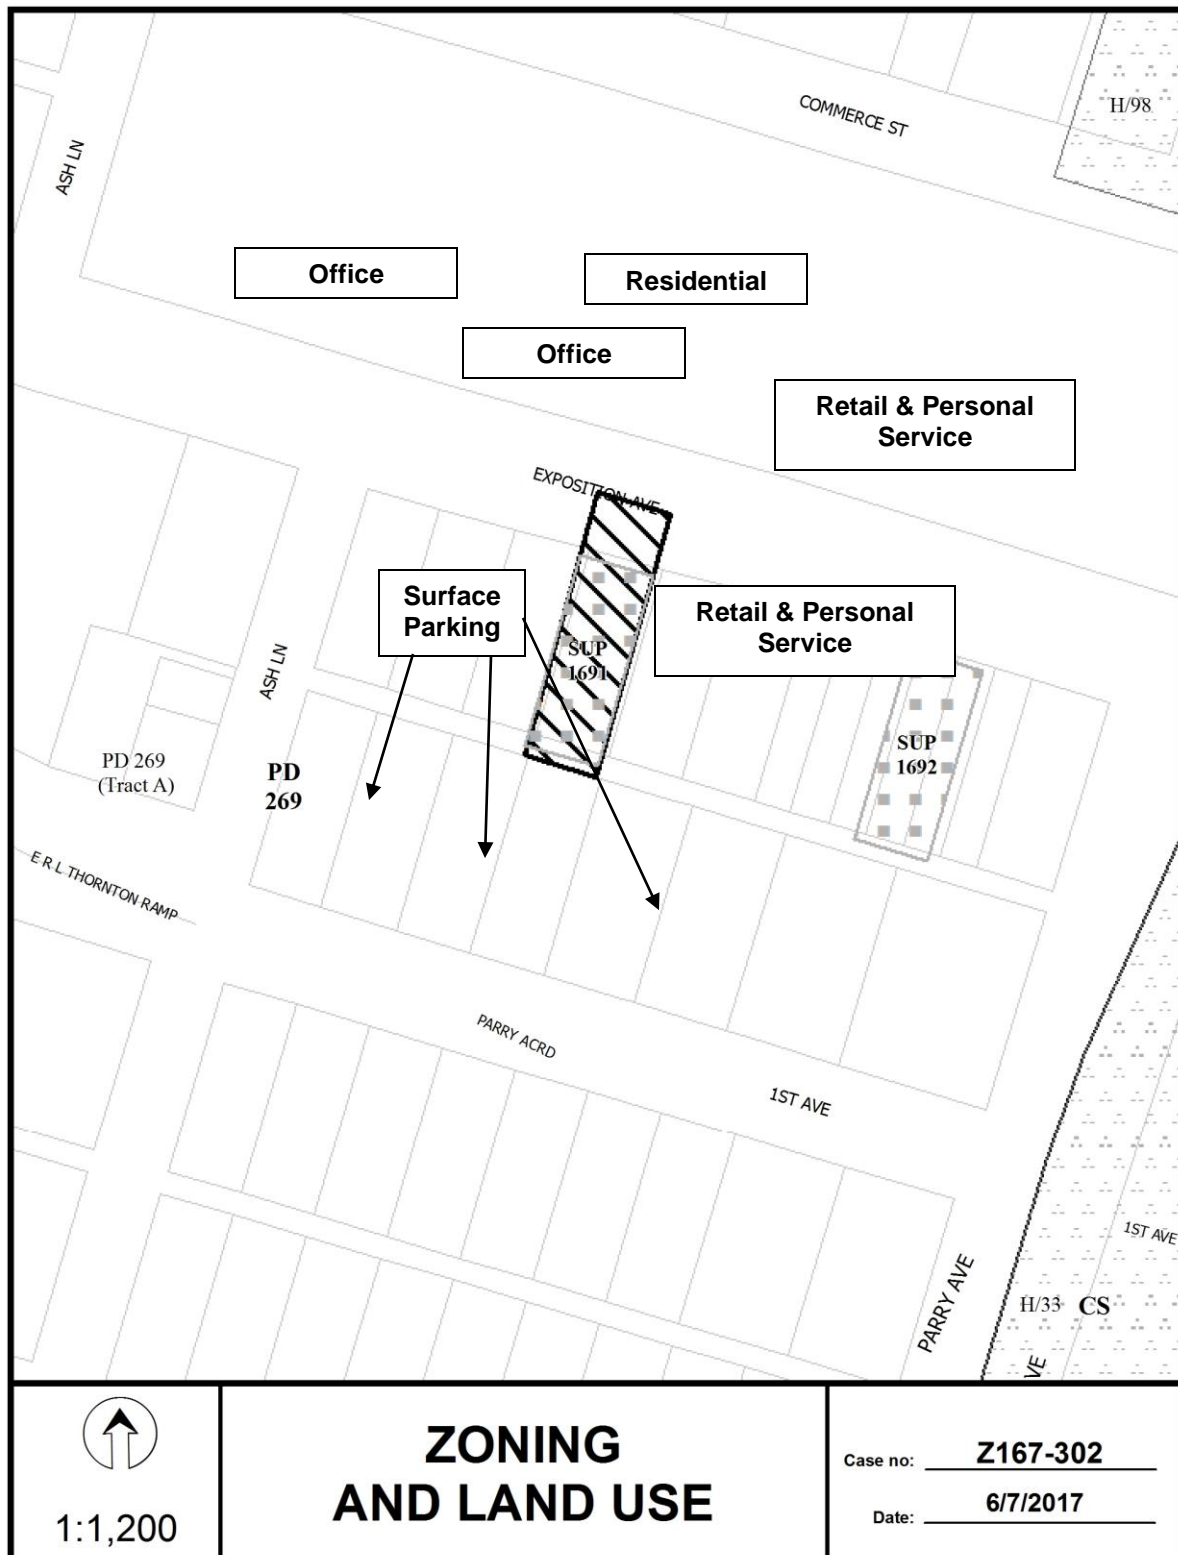 COMMERCE ST
H/98
ASH LN
Office
Residential
Office
Retail & Personal
Service
EXPOSITION AVE
Surface
Parking
Retail & Personal
Service
SUP
1691
ASH LN
SUP
1692
PD 269
(Tract A)
PD
269
E R L THORNTON RAMP
PARRY ACRD
1ST AVE
1ST AVE
PARRY AVE
H/33 CS
VE
1:1,200
ZONING
AND LAND USE
Case no: Z167-302
Date: 6/7/2017